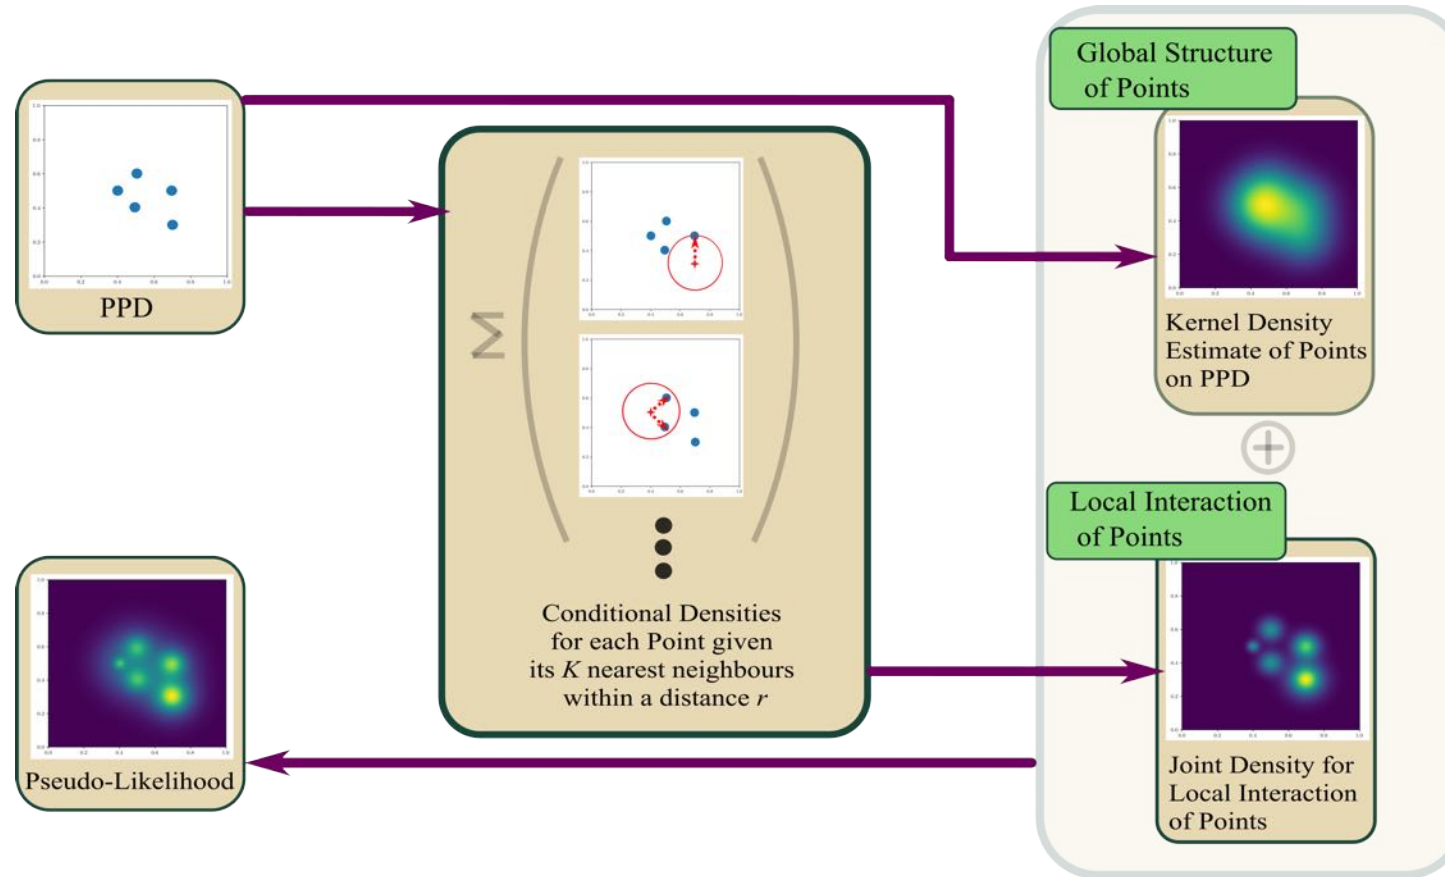 Global Structure
of Points
PPD
Σ
Kernel Density
Estimate of Points
on PPD
+
Local Interaction
of Points
Conditional Densities
for each Point given
its K nearest neighbours
within a distance r
Pseudo-Likelihood
Joint Density for
Local Interaction
of Points